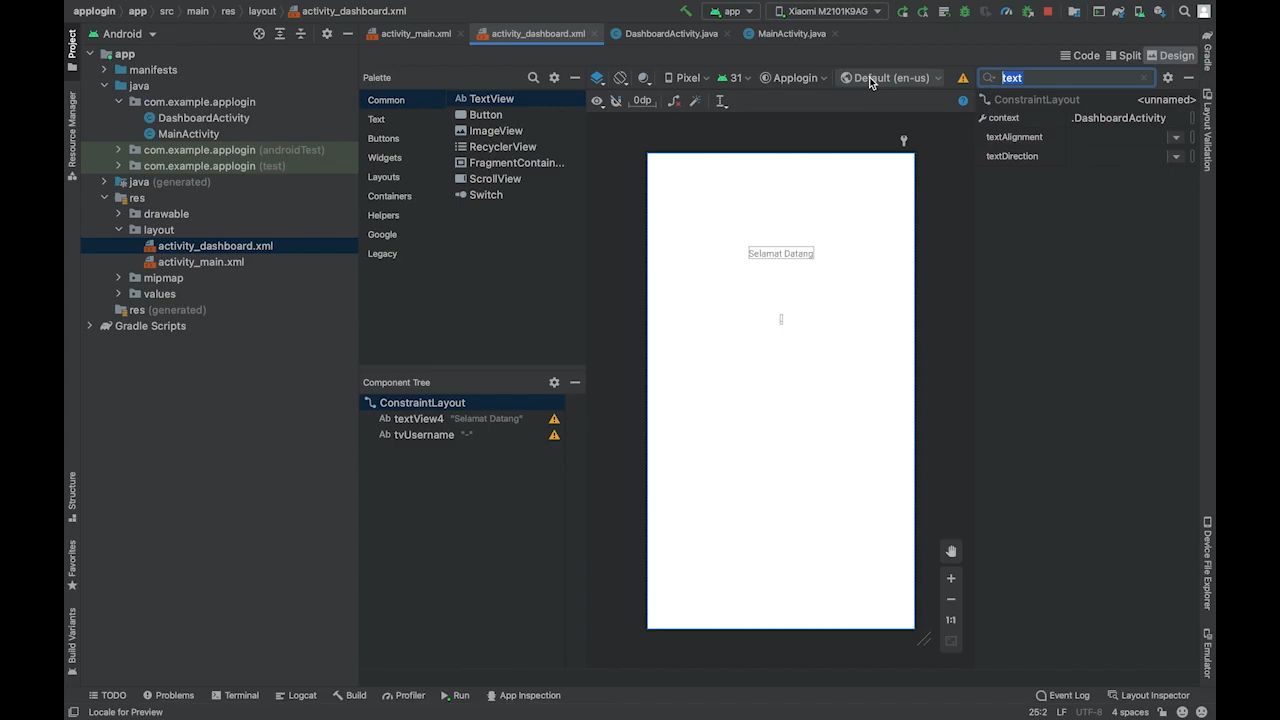 applogin app src main res layout activity_dashboard.xml
app Xiaomi M2101K9AG
Android
activity_main.xml activity_dashboard.xml DashboardActivity.java MainActivity.java
Code Split Design
app
manifests
java
com.example.applogin
DashboardActivity
MainActivity
com.example.applogin (androidTest)
com.example.applogin (test)
java (generated)
res
drawable
layout
activity_dashboard.xml
activity_main.xml
mipmap
values
res (generated)
Gradle Scripts
Palette
Common
Text
Buttons
Widgets
Layouts
Containers
Helpers
Google
Legacy
Ab TextView
Button
ImageView
RecyclerView
FragmentContain...
ScrollView
Switch
Pixel 31 Applogin Default (en-us)
0dp
Selamat Datang
1:1
Component Tree
ConstraintLayout
Ab textView4 "Selamat Datang"
Ab tvUsername "-"
text
ConstraintLayout <unnamed>
context .DashboardActivity
textAlignment
textDirection
Project
Resource Manager
Structure
Favorites
Build Variants
Gradle
Layout Validation
Device File Explorer
Emulator
TODO Problems Terminal Logcat Build Profiler Run App Inspection Event Log Layout Inspector
Locale for Preview 25:2 LF UTF-8 4 spaces